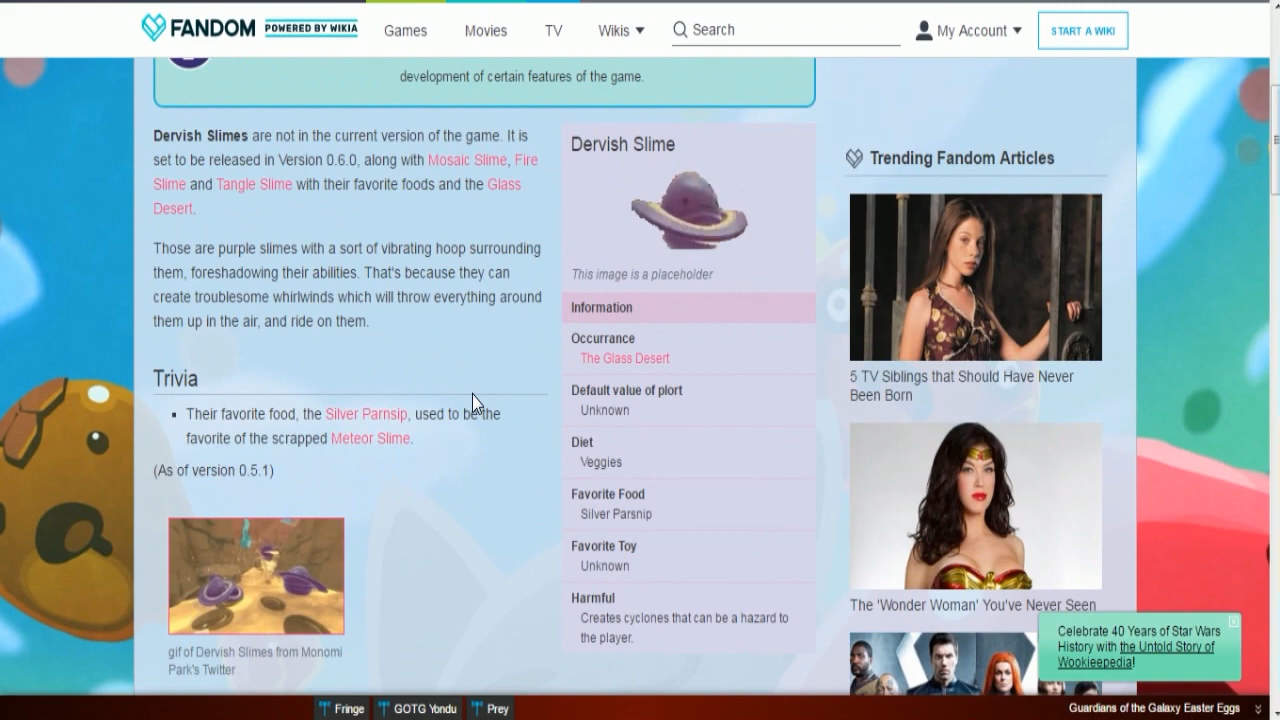 FANDOM POWERED BY WIKIA Games Movies TV Wikis Search My Account START A WIKI
development of certain features of the game.
Dervish Slimes are not in the current version of the game. It is
set to be released in Version 0.6.0, along with Mosaic Slime, Fire
Slime and Tangle Slime with their favorite foods and the Glass
Desert.
Those are purple slimes with a sort of vibrating hoop surrounding
them, foreshadowing their abilities. That's because they can
create troublesome whirlwinds which will throw everything around
them up in the air, and ride on them.
Trivia
Their favorite food, the Silver Parnsip, used to be the
favorite of the scrapped Meteor Slime.
(As of version 0.5.1)
gif of Dervish Slimes from Monomi
Park's Twitter
Dervish Slime
This image is a placeholder
Information
Occurrance
The Glass Desert
Default value of plort
Unknown
Diet
Veggies
Favorite Food
Silver Parsnip
Favorite Toy
Unknown
Harmful
Creates cyclones that can be a hazard to
the player.
Trending Fandom Articles
5 TV Siblings that Should Have Never
Been Born
The 'Wonder Woman' You've Never Seen
Celebrate 40 Years of Star Wars
History with the Untold Story of
Wookieepedia!
Fringe GOTG Yondu Prey Guardians of the Galaxy Easter Eggs